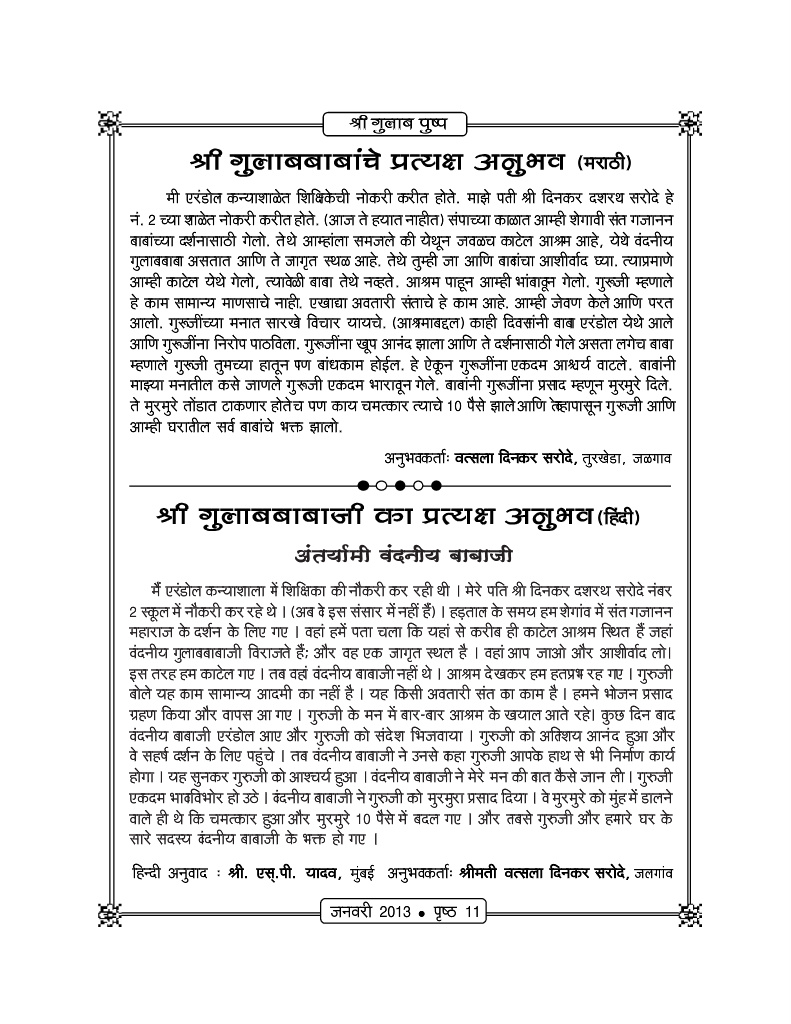 श्री गुलाब पुष्प
श्री गुलाबबाबांचे प्रत्यक्ष अनुभव (मराठी)
मी एरंडोल कन्याशाळेत शिक्षिकेची नोकरी करीत होते. माझे पती श्री दिनकर दशरथ सरोदे हे
नं. 2 च्या शाळेत नोकरी करीत होते. (आज ते हयात नाहीत) संपाच्या काळात आम्ही शेगावी संत गजानन
बाबांच्या दर्शनासाठी गेलो. तेथे आम्हांला समजले की येथून जवळच काटेल आश्रम आहे, येथे वंदनीय
गुलाबबाबा असतात आणि ते जागृत स्थळ आहे. तेथे तुम्ही जा आणि बाबांचा आशीर्वाद घ्या. त्याप्रमाणे
आम्ही काटेल येथे गेलो, त्यावेळी बाबा तेथे नव्हते. आश्रम पाहून आम्ही भांबावून गेलो. गुरूजी म्हणाले
हे काम सामान्य माणसाचे नाही. एखाद्या अवतारी संताचे हे काम आहे. आम्ही जेवण केले आणि परत
आलो. गुरूजींच्या मनात सारखे विचार यायचे. (आश्रमाबद्दल) काही दिवसांनी बाबा एरंडोल येथे आले
आणि गुरूजींना निरोप पाठविला. गुरूजींना खूप आनंद झाला आणि ते दर्शनासाठी गेले असता लगेच बाबा
म्हणाले गुरूजी तुमच्या हातून पण बांधकाम होईल. हे ऐकून गुरूजींना एकदम आश्चर्य वाटले. बाबांनी
माझ्या मनातील कसे जाणले गुरूजी एकदम भारावून गेले. बाबांनी गुरूजींना प्रसाद म्हणून मुरमुरे दिले.
ते मुरमुरे तोंडात टाकणार होतेच पण काय चमत्कार त्याचे 10 पैसे झाले आणि तेव्हापासून गुरूजी आणि
आम्ही घरातील सर्व बाबांचे भक्त झालो.
अनुभवकर्ताः वत्सला दिनकर सरोदे, तुरखेडा, जळगाव
श्री गुलाबबाबाजी का प्रत्यक्ष अनुभव (हिंदी)
अंतर्यामी वंदनीय बाबाजी
मैं एरंडोल कन्याशाला में शिक्षिका की नौकरी कर रही थी । मेरे पति श्री दिनकर दशरथ सरोदे नंबर
2 स्कूल में नौकरी कर रहे थे । (अब वे इस संसार में नहीं हैं) । हड़ताल के समय हम शेगांव में संत गजानन
महाराज के दर्शन के लिए गए । वहां हमें पता चला कि यहां से करीब ही काटेल आश्रम स्थित हैं जहां
वंदनीय गुलाबबाबाजी विराजते हैं; और वह एक जागृत स्थल है । वहां आप जाओ और आशीर्वाद लो।
इस तरह हम काटेल गए । तब वहां वंदनीय बाबाजी नहीं थे । आश्रम देखकर हम हतप्रभ रह गए । गुरुजी
बोले यह काम सामान्य आदमी का नहीं है । यह किसी अवतारी संत का काम है । हमने भोजन प्रसाद
ग्रहण किया और वापस आ गए । गुरुजी के मन में बार-बार आश्रम के खयाल आते रहे। कुछ दिन बाद
वंदनीय बाबाजी एरंडोल आए और गुरुजी को संदेश भिजवाया । गुरुजी को अतिशय आनंद हुआ और
वे सहर्ष दर्शन के लिए पहुंचे । तब वंदनीय बाबाजी ने उनसे कहा गुरुजी आपके हाथ से भी निर्माण कार्य
होगा । यह सुनकर गुरुजी को आश्चर्य हुआ । वंदनीय बाबाजी ने मेरे मन की बात कैसे जान ली । गुरुजी
एकदम भावविभोर हो उठे । वंदनीय बाबाजी ने गुरुजी को मुरमुरा प्रसाद दिया । वे मुरमुरे को मुंह में डालने
वाले ही थे कि चमत्कार हुआ और मुरमुरे 10 पैसे में बदल गए । और तबसे गुरुजी और हमारे घर के
सारे सदस्य वंदनीय बाबाजी के भक्त हो गए ।
हिन्दी अनुवाद : श्री. एस्.पी. यादव, मुंबई अनुभवकर्ताः श्रीमती वत्सला दिनकर सरोदे, जलगांव
जनवरी 2013 ● पृष्ठ 11